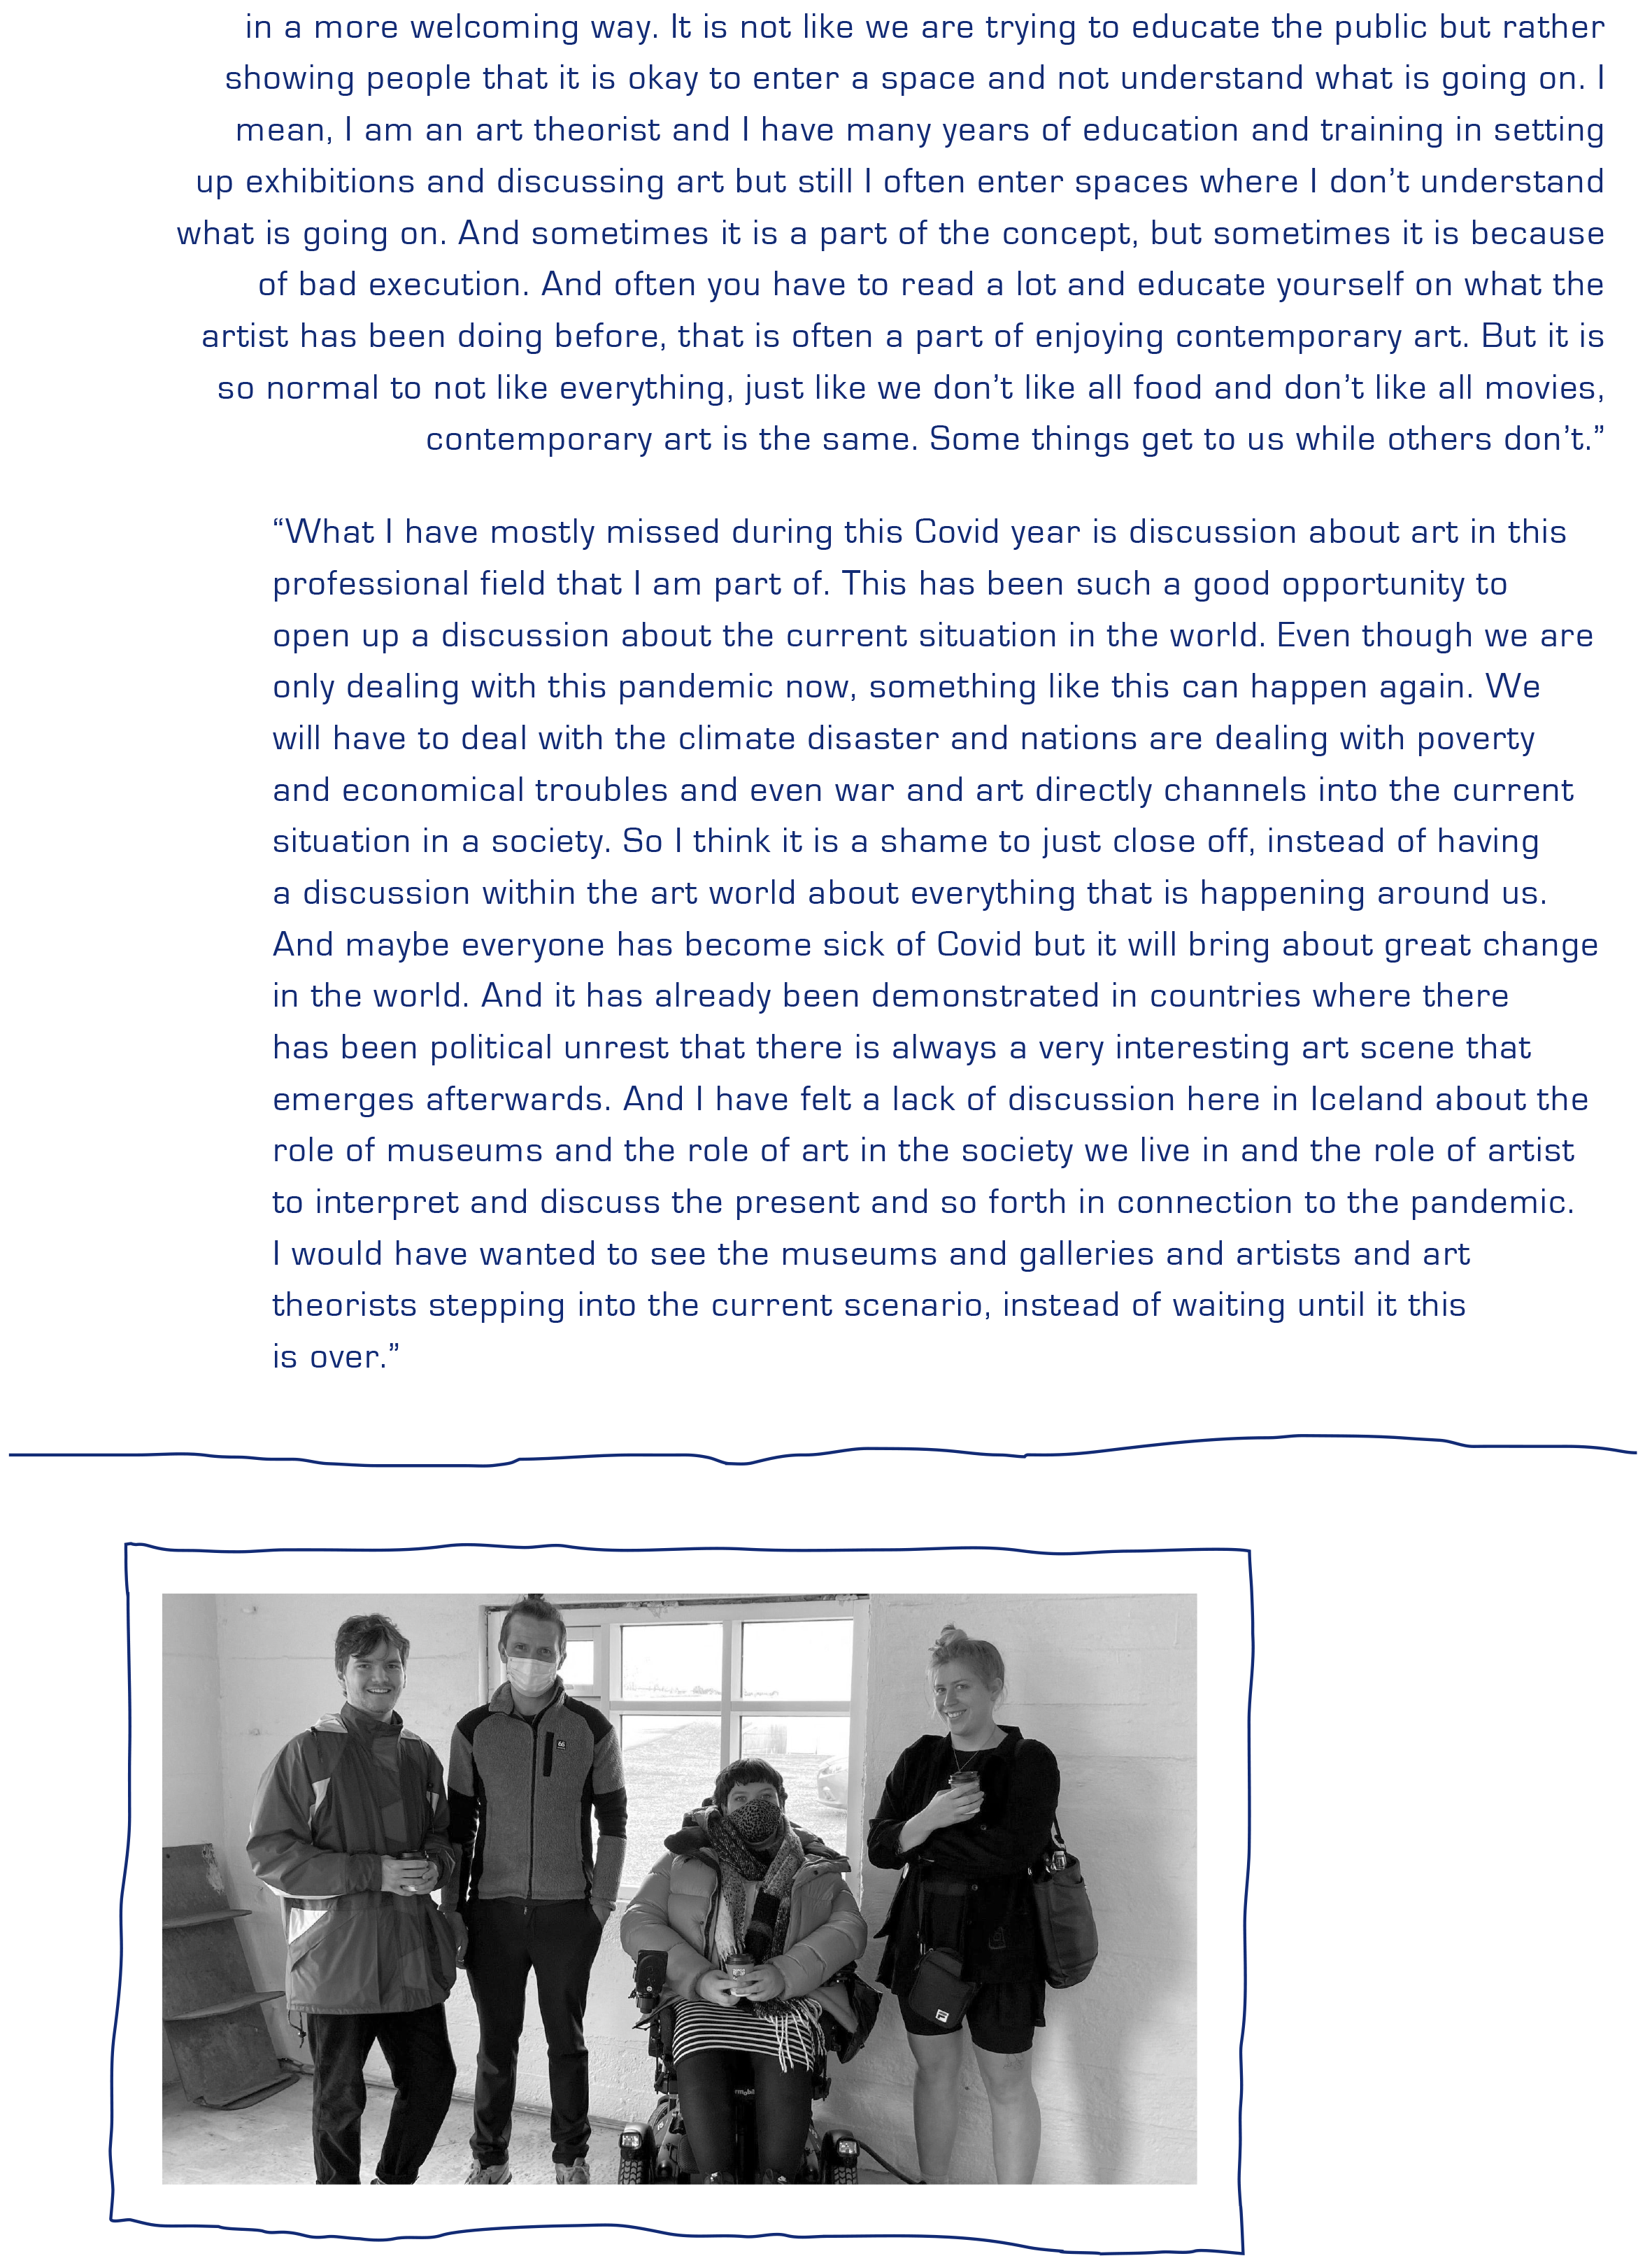 in a more welcoming way. It is not like we are trying to educate the public but rather
showing people that it is okay to enter a space and not understand what is going on. I
mean, I am an art theorist and I have many years of education and training in setting
up exhibitions and discussing art but still I often enter spaces where I don’t understand
what is going on. And sometimes it is a part of the concept, but sometimes it is because
of bad execution. And often you have to read a lot and educate yourself on what the
artist has been doing before, that is often a part of enjoying contemporary art. But it is
so normal to not like everything, just like we don’t like all food and don’t like all movies,
contemporary art is the same. Some things get to us while others don’t.”
“What I have mostly missed during this Covid year is discussion about art in this
professional field that I am part of. This has been such a good opportunity to
open up a discussion about the current situation in the world. Even though we are
only dealing with this pandemic now, something like this can happen again. We
will have to deal with the climate disaster and nations are dealing with poverty
and economical troubles and even war and art directly channels into the current
situation in a society. So I think it is a shame to just close off, instead of having
a discussion within the art world about everything that is happening around us.
And maybe everyone has become sick of Covid but it will bring about great change
in the world. And it has already been demonstrated in countries where there
has been political unrest that there is always a very interesting art scene that
emerges afterwards. And I have felt a lack of discussion here in Iceland about the
role of museums and the role of art in the society we live in and the role of artist
to interpret and discuss the present and so forth in connection to the pandemic.
I would have wanted to see the museums and galleries and artists and art
theorists stepping into the current scenario, instead of waiting until it this
is over.”
66